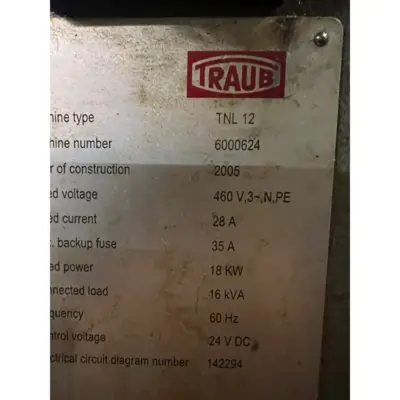 TRAUB
hine type TNL 12
hine number 6000624
r of construction 2005
ed voltage 460 V,3~,N,PE
ed current 28 A
. backup fuse 35 A
ed power 18 KW
nnected load 16 kVA
quency 60 Hz
ntrol voltage 24 V DC
ectrical circuit diagram number 142294